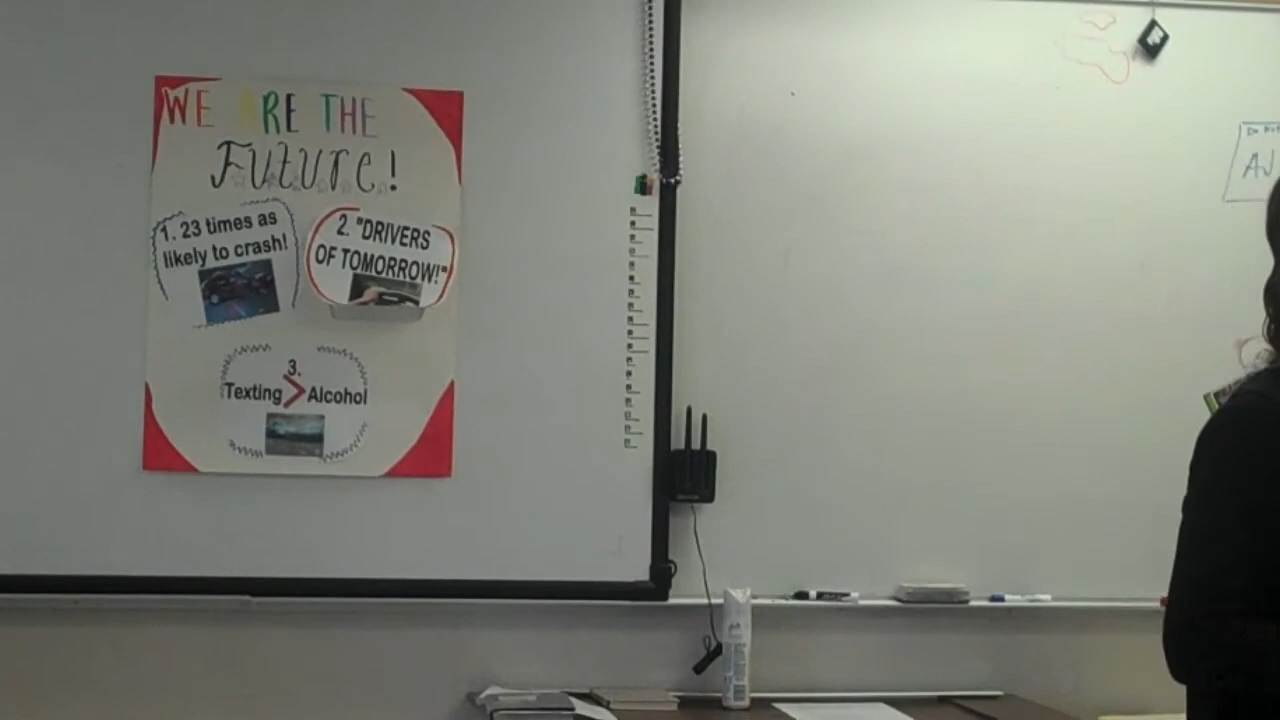 WE ARE THE
Future!
1. 23 times as
likely to crash!
2. "DRIVERS
OF TOMORROW!"
3.
Texting > Alcohol
AJ